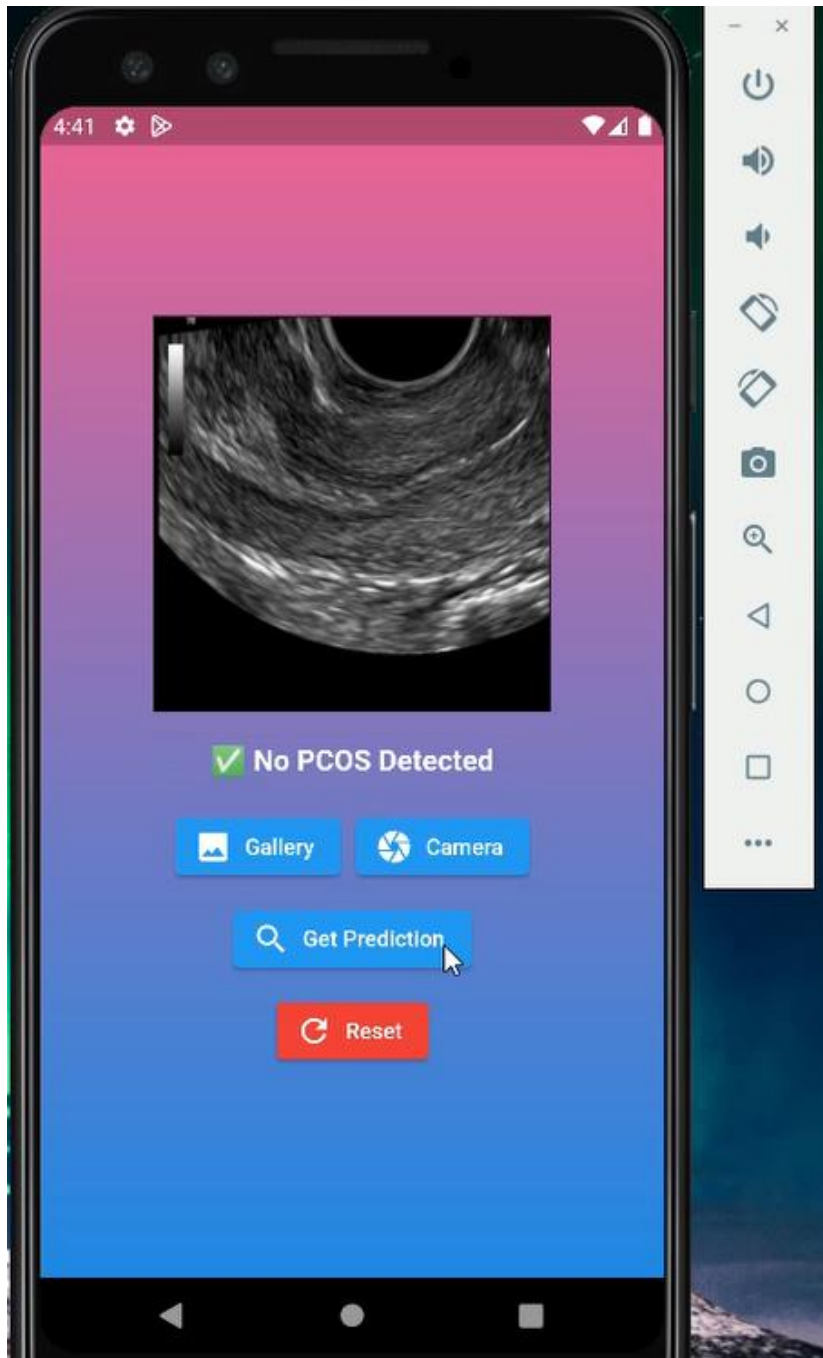 4:41
✅ No PCOS Detected
Gallery
Camera
Get Prediction
Reset